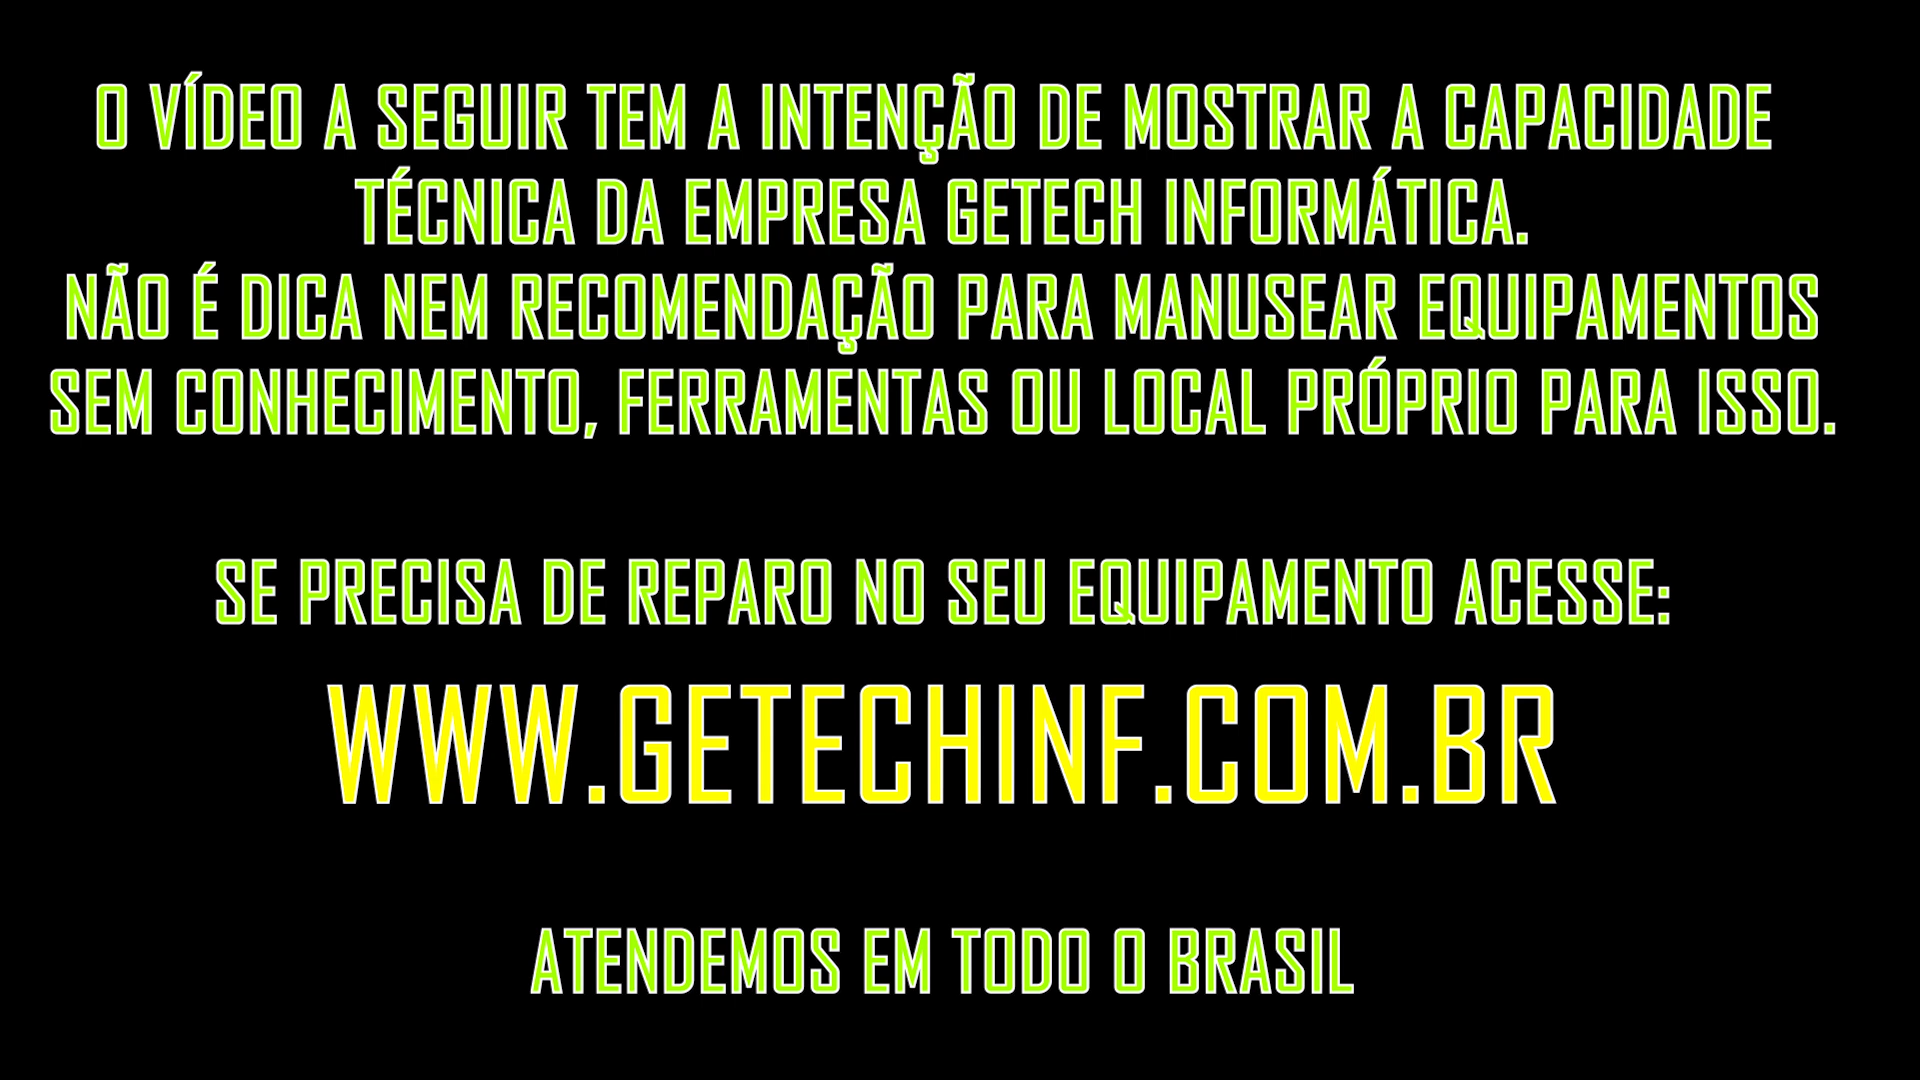 O VÍDEO A SEGUIR TEM A INTENÇÃO DE MOSTRAR A CAPACIDADE
TÉCNICA DA EMPRESA GETECH INFORMÁTICA.
NÃO É DICA NEM RECOMENDAÇÃO PARA MANUSEAR EQUIPAMENTOS
SEM CONHECIMENTO, FERRAMENTAS OU LOCAL PRÓPRIO PARA ISSO.
SE PRECISA DE REPARO NO SEU EQUIPAMENTO ACESSE:
WWW.GETECHINF.COM.BR
ATENDEMOS EM TODO O BRASIL